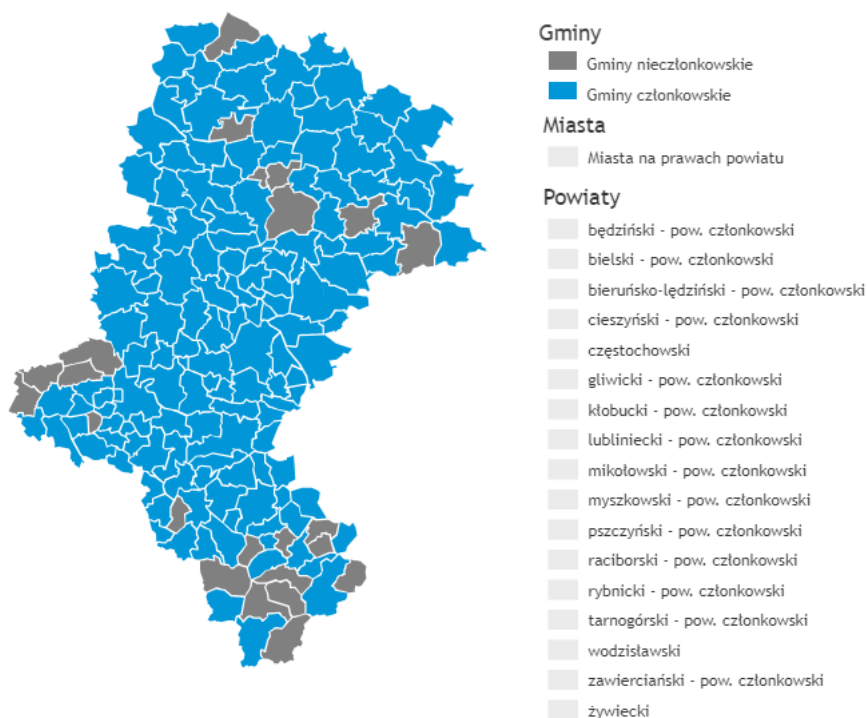 Gminy
Gminy nieczłonkowskie
Gminy członkowskie
Miasta
Miasta na prawach powiatu
Powiaty
będziński - pow. członkowski
bielski - pow. członkowski
bieruńsko-lędziński - pow. członkowski
cieszyński - pow. członkowski
częstochowski
gliwicki - pow. członkowski
kłobucki - pow. członkowski
lubliniecki - pow. członkowski
mikołowski - pow. członkowski
myszkowski - pow. członkowski
pszczyński - pow. członkowski
raciborski - pow. członkowski
rybnicki - pow. członkowski
tarnogórski - pow. członkowski
wodzisławski
zawierciański - pow. członkowski
żywiecki